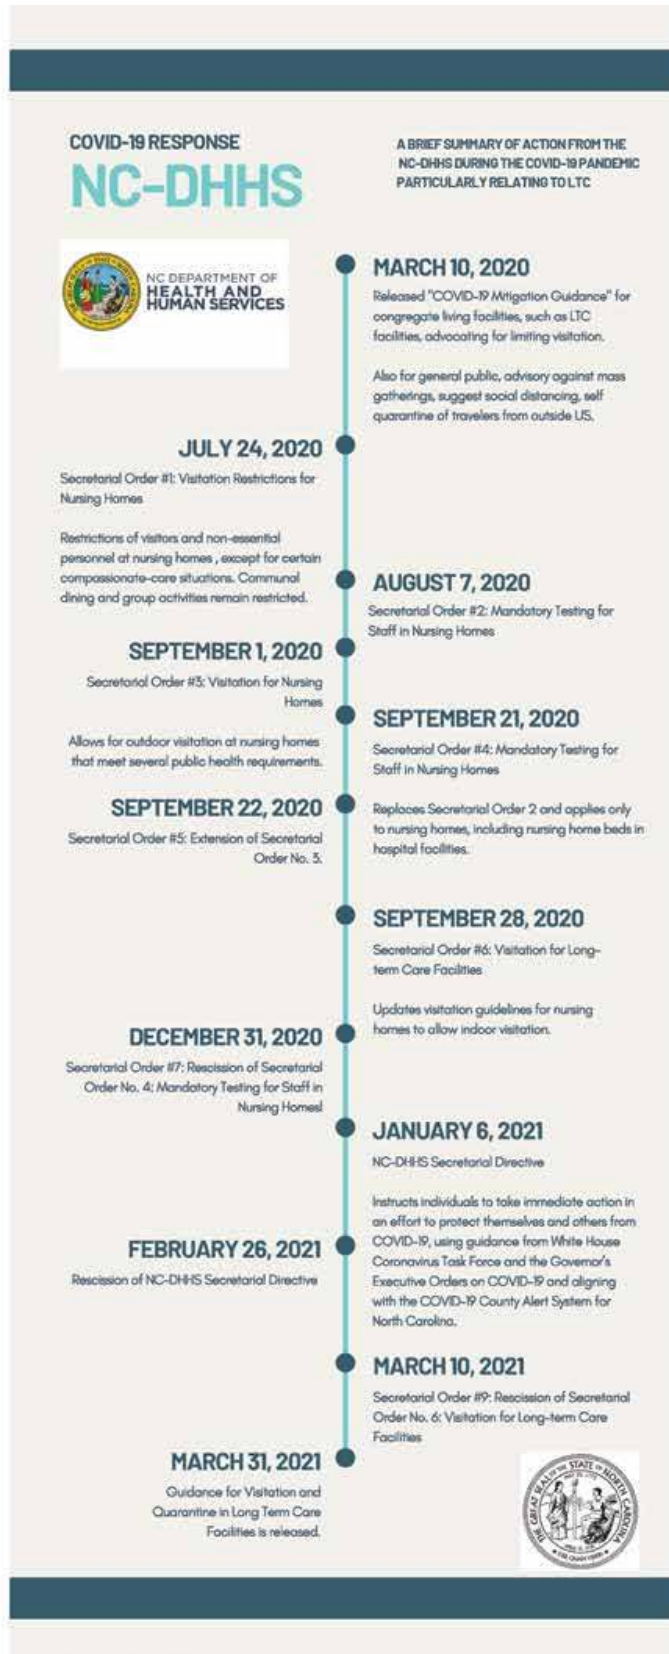 COVID-19 RESPONSE
NC-DHHS
A BRIEF SUMMARY OF ACTION FROM THE
NC-DHHS DURING THE COVID-19 PANDEMIC
PARTICULARLY RELATING TO LTC
NC DEPARTMENT OF
HEALTH AND
HUMAN SERVICES
MARCH 10, 2020
Released "COVID-19 Mitigation Guidance" for
congregate living facilities, such as LTC
facilities, advocating for limiting visitation.
Also for general public, advisory against mass
gatherings, suggest social distancing, self
quarantine of travelers from outside US.
JULY 24, 2020
Secretarial Order #1: Visitation Restrictions for
Nursing Homes
Restrictions of visitors and non-essential
personnel at nursing homes , except for certain
compassionate-care situations. Communal
dining and group activities remain restricted.
AUGUST 7, 2020
Secretarial Order #2: Mandatory Testing for
Staff in Nursing Homes
SEPTEMBER 1, 2020
Secretarial Order #3: Visitation for Nursing
Homes
Allows for outdoor visitation at nursing homes
that meet several public health requirements.
SEPTEMBER 21, 2020
Secretarial Order #4: Mandatory Testing for
Staff in Nursing Homes
Replaces Secretarial Order 2 and applies only
to nursing homes, including nursing home beds in
hospital facilities.
SEPTEMBER 22, 2020
Secretarial Order #5: Extension of Secretarial
Order No. 3.
SEPTEMBER 28, 2020
Secretarial Order #6: Visitation for Long-
term Care Facilities
Updates visitation guidelines for nursing
homes to allow indoor visitation.
DECEMBER 31, 2020
Secretarial Order #7: Rescission of Secretarial
Order No. 4: Mandatory Testing for Staff in
Nursing Homesl
JANUARY 6, 2021
NC-DHHS Secretarial Directive
Instructs individuals to take immediate action in
an effort to protect themselves and others from
COVID-19, using guidance from White House
Coronavirus Task Force and the Governor's
Executive Orders on COVID-19 and aligning
with the COVID-19 County Alert System for
North Carolina.
FEBRUARY 26, 2021
Rescission of NC-DHHS Secretarial Directive
MARCH 10, 2021
Secretarial Order #9: Rescission of Secretarial
Order No. 6: Visitation for Long-term Care
Facilities
MARCH 31, 2021
Guidance for Visitation and
Quarantine in Long Term Care
Facilities is released.
THE GREAT SEAL OF THE STATE OF NORTH CAROLINA